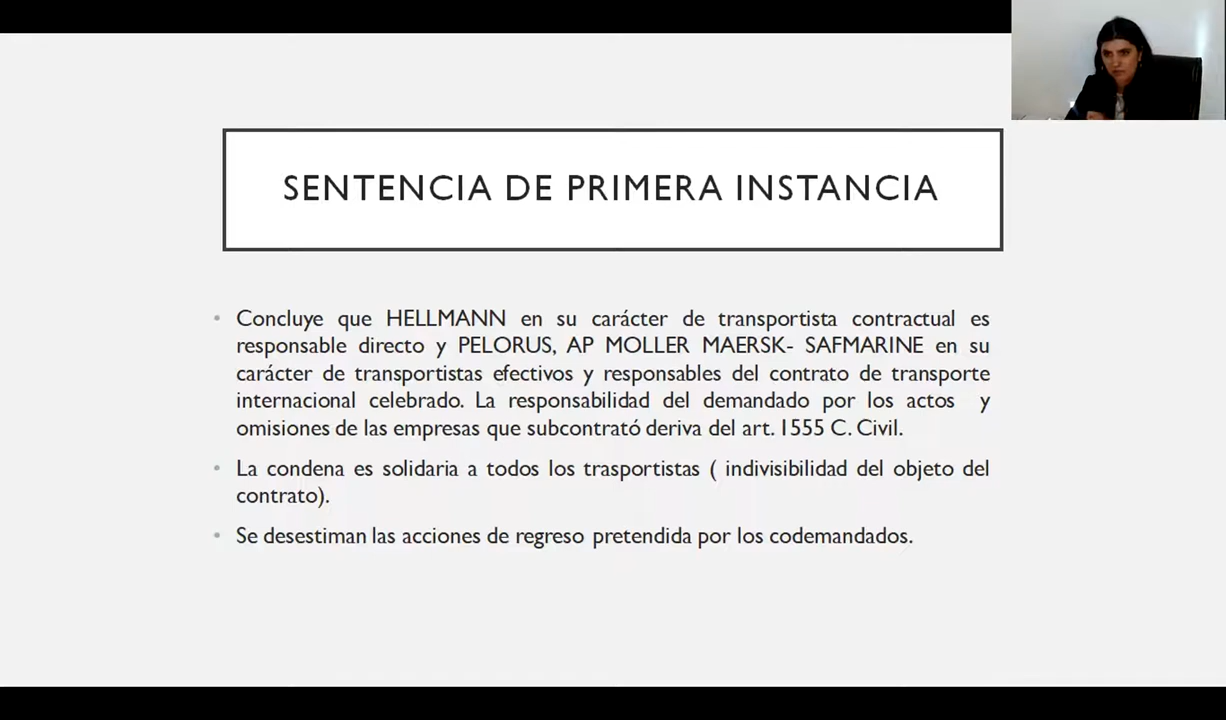 SENTENCIA DE PRIMERA INSTANCIA
• Concluye que HELLMANN en su carácter de transportista contractual es
responsable directo y PELORUS, AP MOLLER MAERSK- SAFMARINE en su
carácter de transportistas efectivos y responsables del contrato de transporte
internacional celebrado. La responsabilidad del demandado por los actos y
omisiones de las empresas que subcontrató deriva del art. 1555 C. Civil.
• La condena es solidaria a todos los trasportistas ( indivisibilidad del objeto del
contrato).
• Se desestiman las acciones de regreso pretendida por los codemandados.